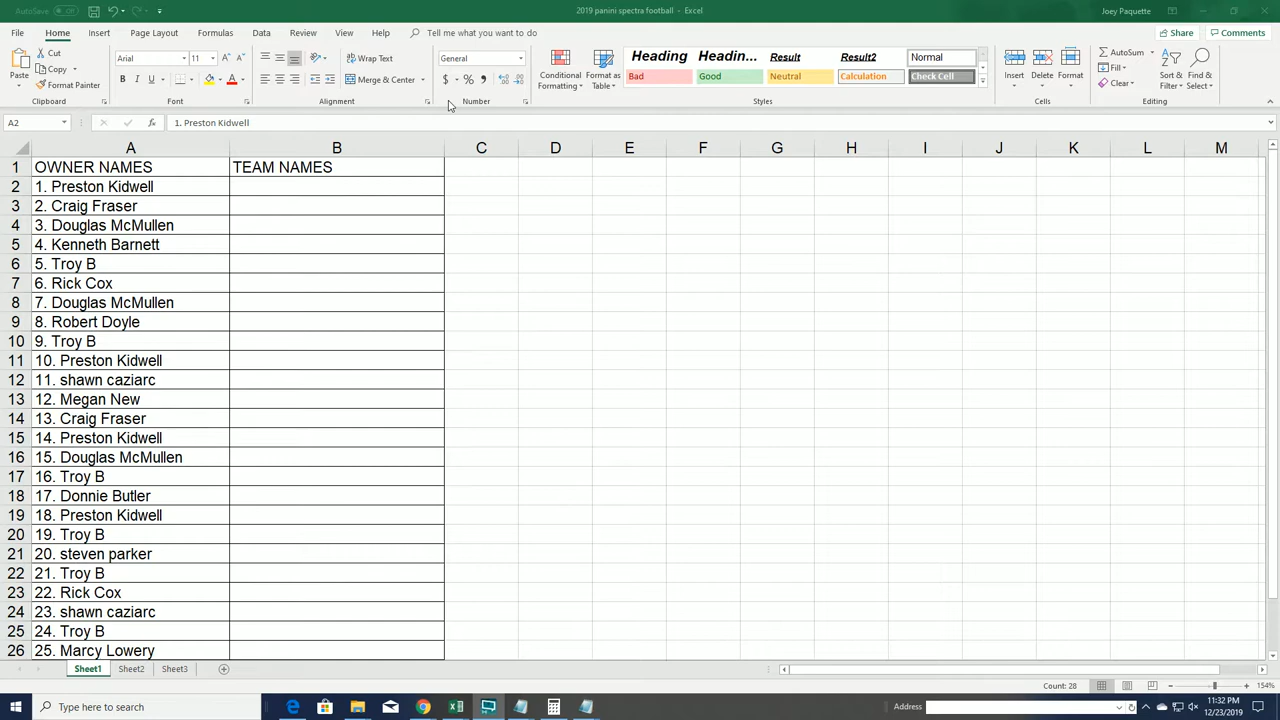 AutoSave
2019 panini spectra football - Excel
Joey Paquette
File Home Insert Page Layout Formulas Data Review View Help Tell me what you want to do Share Comments
Paste Cut Copy Format Painter Clipboard
Arial 11 A A B I U A Font
Wrap Text Merge & Center Alignment
General $ % , Number
Conditional Formatting Format as Table
Heading Headin... Result Result2 Normal
Bad Good Neutral Calculation Check Cell
Styles
Insert Delete Format Cells
AutoSum Fill Clear Sort & Filter Find & Select Editing
A2 fx 1. Preston Kidwell
A B C D E F G H I J K L M
1 OWNER NAMES TEAM NAMES
2 1. Preston Kidwell
3 2. Craig Fraser
4 3. Douglas McMullen
5 4. Kenneth Barnett
6 5. Troy B
7 6. Rick Cox
8 7. Douglas McMullen
9 8. Robert Doyle
10 9. Troy B
11 10. Preston Kidwell
12 11. shawn caziarc
13 12. Megan New
14 13. Craig Fraser
15 14. Preston Kidwell
16 15. Douglas McMullen
17 16. Troy B
18 17. Donnie Butler
19 18. Preston Kidwell
20 19. Troy B
21 20. steven parker
22 21. Troy B
23 22. Rick Cox
24 23. shawn caziarc
25 24. Troy B
26 25. Marcy Lowery
Sheet1 Sheet2 Sheet3
Count: 28 154%
Type here to search
Address
11:32 PM
12/23/2019